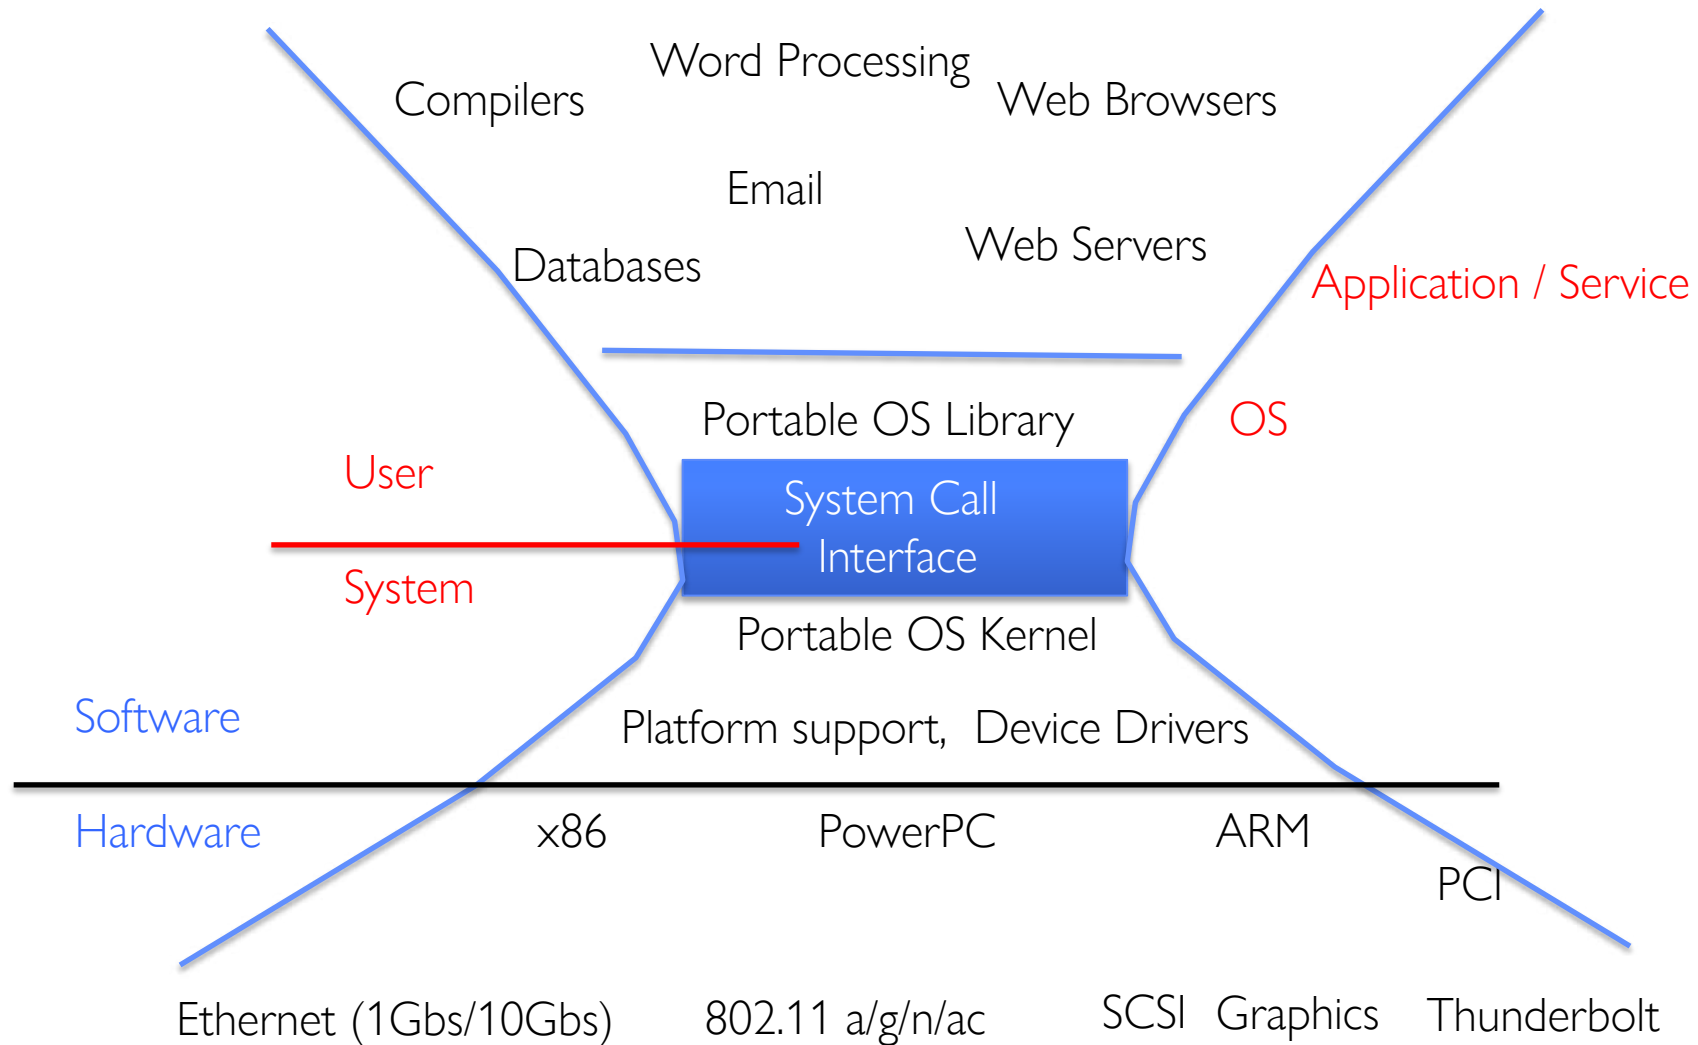 Word Processing
Compilers
Web Browsers
Email
Web Servers
Databases
Application / Service
Portable OS Library
OS
User
System Call
Interface
System
Portable OS Kernel
Software
Platform support, Device Drivers
Hardware
x86
PowerPC
ARM
PCI
Ethernet (1Gbs/10Gbs)
802.11 a/g/n/ac
SCSI
Graphics
Thunderbolt